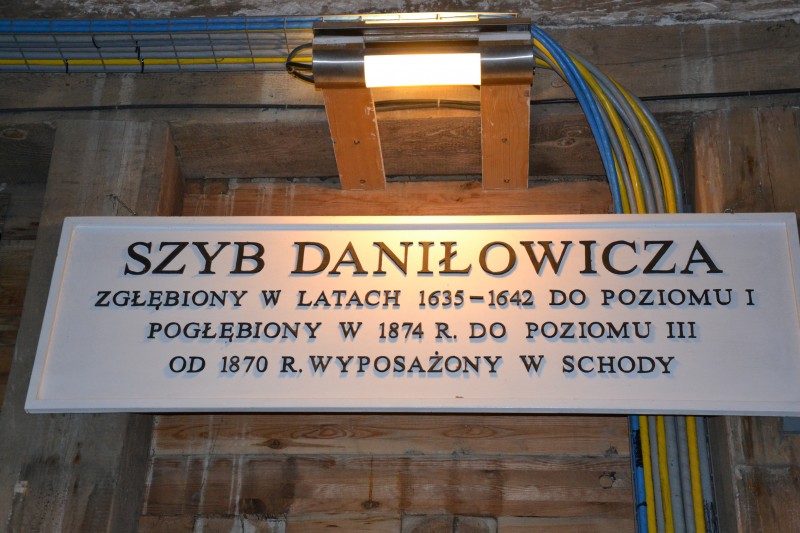 SZYB DANIŁOWICZA
ZGŁĘBIONY W LATACH 1635-1642 DO POZIOMU I
POGŁĘBIONY W 1874 R. DO POZIOMU III
OD 1870 R. WYPOSAŻONY W SCHODY